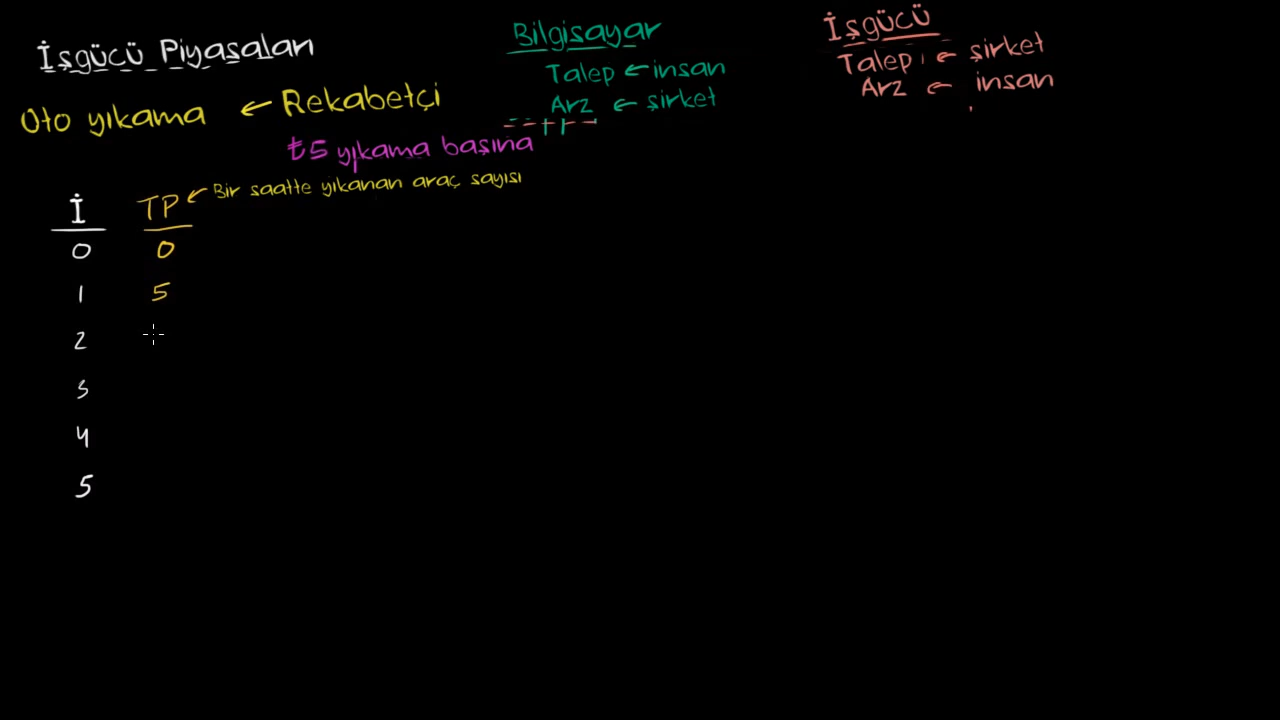 İşgücü Piyasaları
Oto yıkama ← Rekabetçi
₺5 yıkama başına
Bilgisayar
Talep ← insan
Arz ← şirket
İşgücü
Talep ← şirket
Arz ← insan
İ TP ← Bir saatte yıkanan araç sayısı
0 0
1 5
2
3
4
5